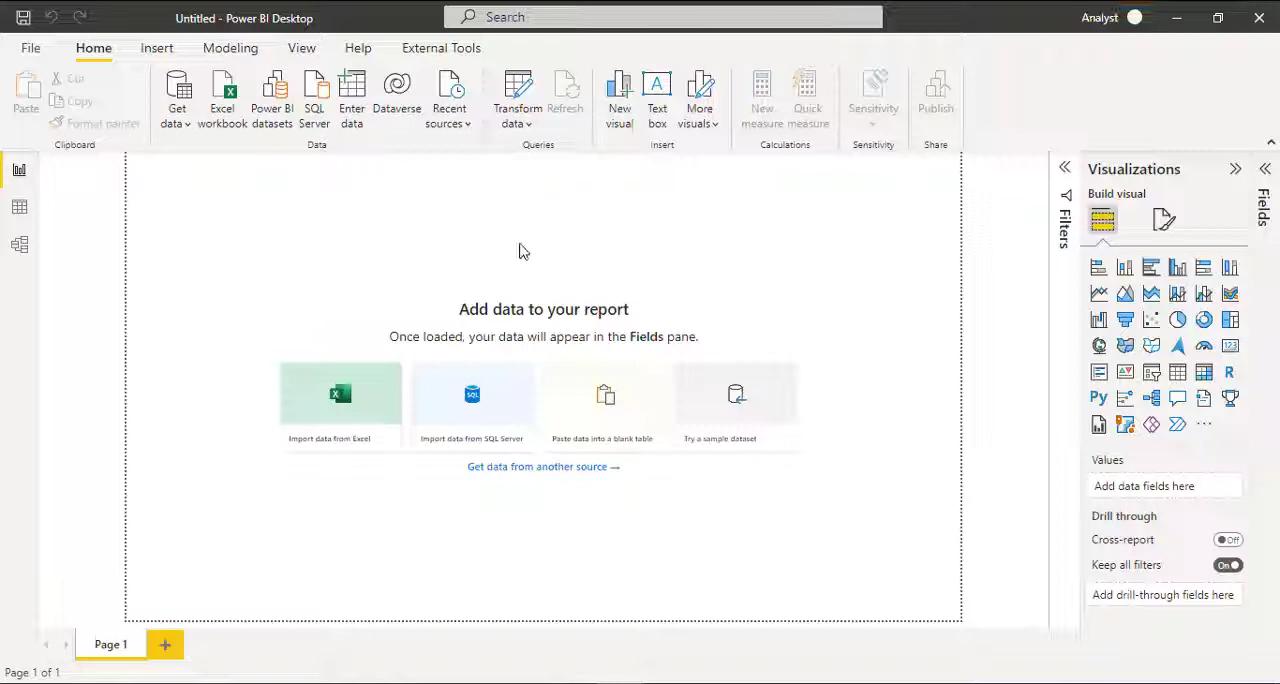 Untitled - Power BI Desktop
Search
Analyst
File Home Insert Modeling View Help External Tools
Paste
Cut
Copy
Format painter
Clipboard
Get data
Excel workbook
Power BI datasets
SQL Server
Enter data
Dataverse
Recent sources
Data
Transform data
Refresh
Queries
New visual
Text box
More visuals
Insert
New measure
Quick measure
Calculations
Sensitivity
Sensitivity
Publish
Share
Add data to your report
Once loaded, your data will appear in the Fields pane.
Import data from Excel
Import data from SQL Server
Paste data into a blank table
Try a sample dataset
Get data from another source →
Filters
Visualizations
Build visual
Fields
123
R
Py
...
Values
Add data fields here
Drill through
Cross-report
Off
Keep all filters
On
Add drill-through fields here
Page 1
Page 1 of 1